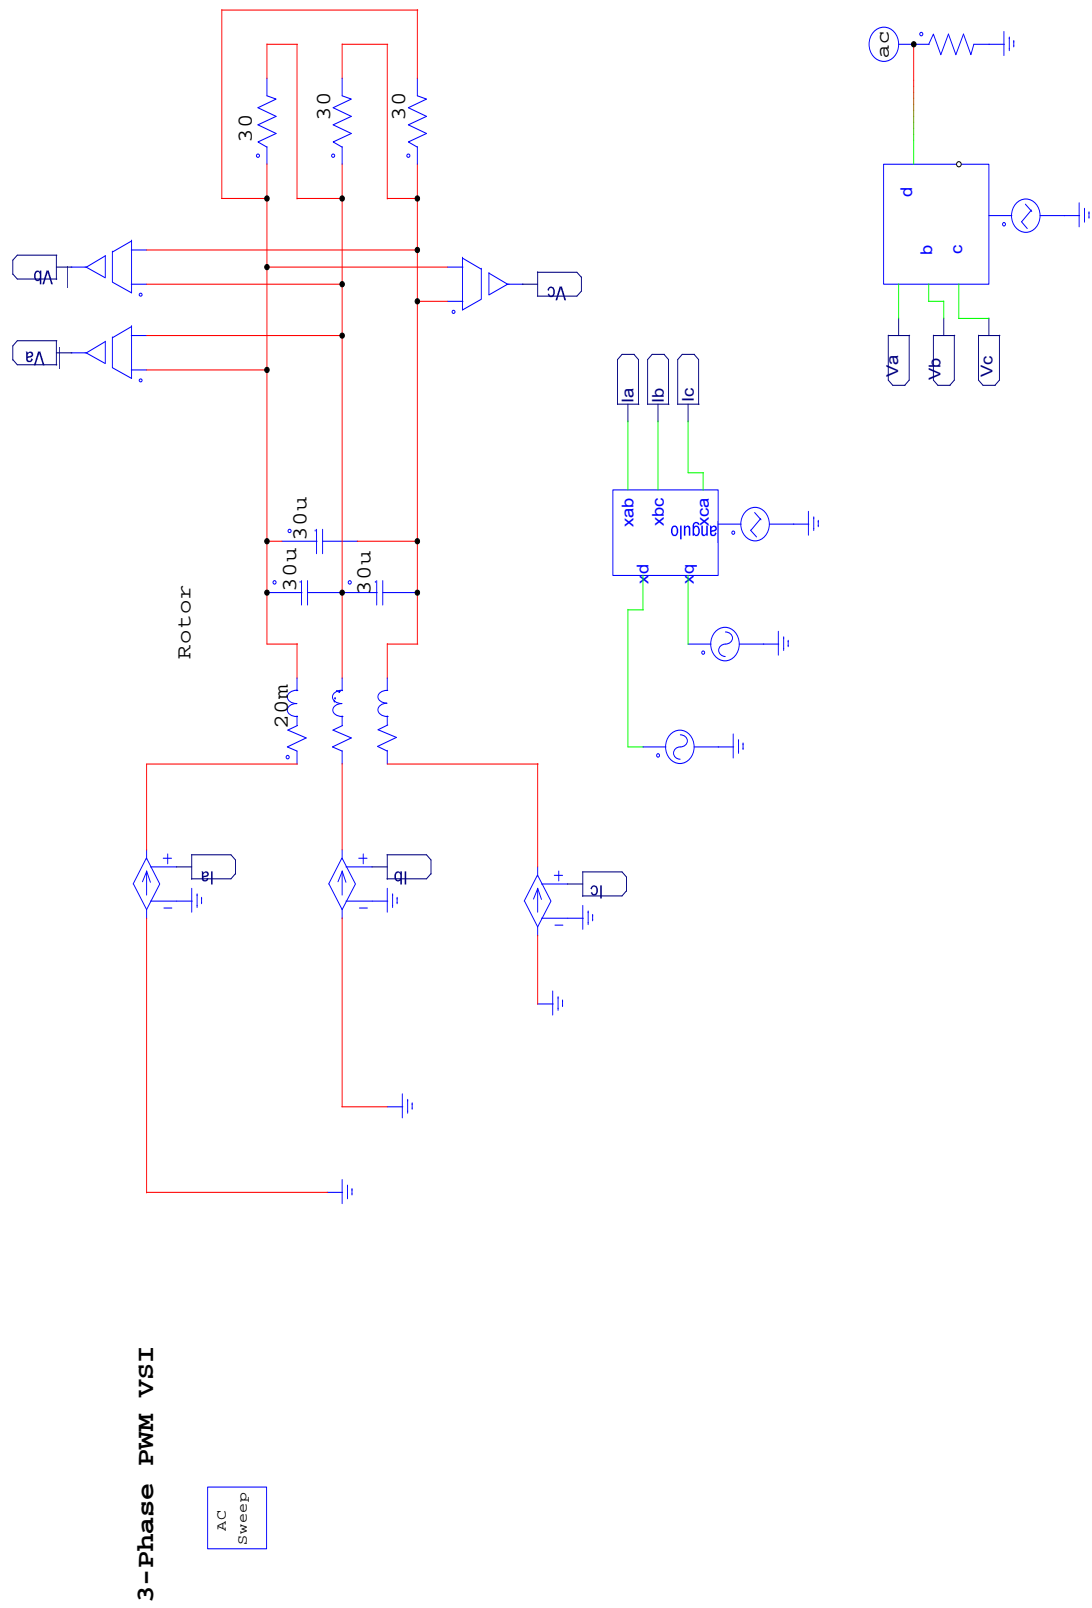 3-Phase PWM VSI
AC
Sweep
Rotor
20m
30u
30u
30u
30
30
30
Va
Vb
Vc
+
-
Ia
+
-
Ib
+
-
Ic
Ia
Ib
Ic
xab
xbc
xca
angulo
xd
xq
ac
d
b
c
Va
Vb
Vc